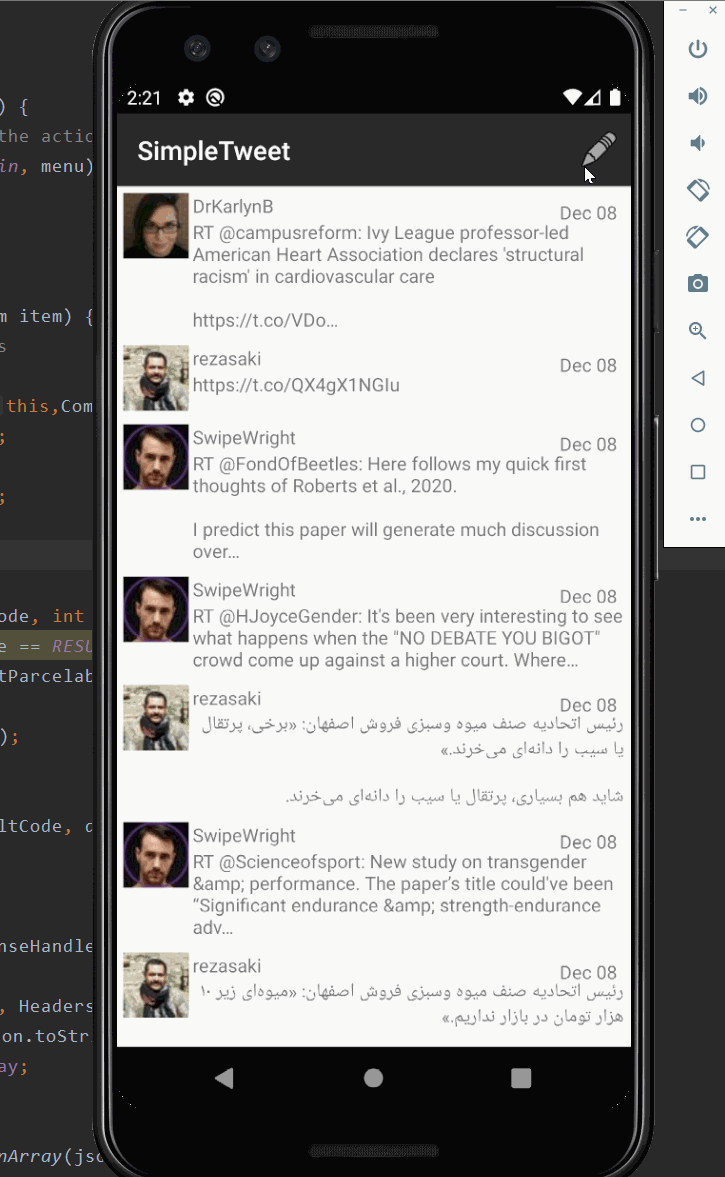 ) {
the actio
in, menu)
m item) {
s
this,Com
;
;
ode, int
e == RESU
tParcelab
);
ltCode, d
nseHandle
, Headers
on.toStr
ay;
nArray(jso
2:21
SimpleTweet
DrKarlynB
Dec 08
RT @campusreform: Ivy League professor-led
American Heart Association declares 'structural
racism' in cardiovascular care
https://t.co/VDo…
rezasaki
Dec 08
https://t.co/QX4gX1NGIu
SwipeWright
Dec 08
RT @FondOfBeetles: Here follows my quick first
thoughts of Roberts et al., 2020.
I predict this paper will generate much discussion
over…
SwipeWright
Dec 08
RT @HJoyceGender: It's been very interesting to see
what happens when the "NO DEBATE YOU BIGOT"
crowd come up against a higher court. Where…
rezasaki
Dec 08
رئیس اتحادیه صنف میوه وسبزی فروش اصفهان: «برخی، پرتقال
یا سیب را دانه‌ای می‌خرند.»
شاید هم بسیاری، پرتقال یا سیب را دانه‌ای می‌خرند.
SwipeWright
Dec 08
RT @Scienceofsport: New study on transgender
&amp; performance. The paper’s title could've been
“Significant endurance &amp; strength-endurance
adv…
rezasaki
Dec 08
رئیس اتحادیه صنف میوه وسبزی فروش اصفهان: «میوه‌ای زیر ۱۰
هزار تومان در بازار نداریم.»